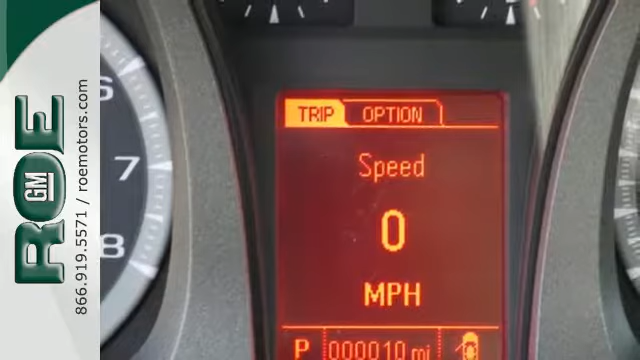 ROE
GM
866.919.5571 / roemotors.com
6
7
8
TRIP OPTION
Speed
0
MPH
P 000010 mi